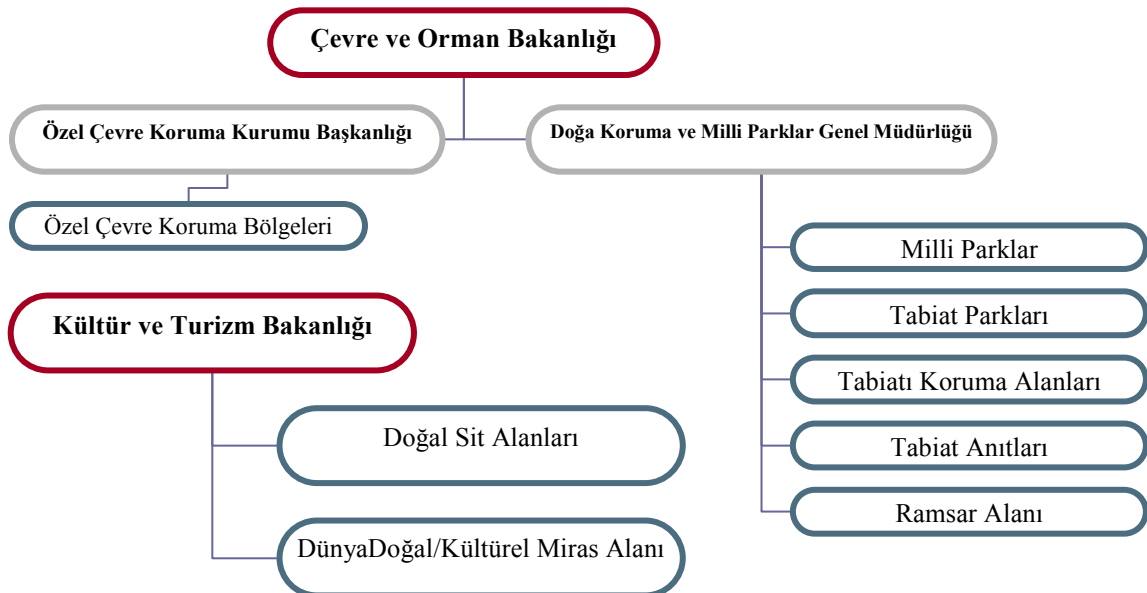 Çevre ve Orman Bakanlığı
Özel Çevre Koruma Kurumu Başkanlığı
Doğa Koruma ve Milli Parklar Genel Müdürlüğü
Özel Çevre Koruma Bölgeleri
Milli Parklar
Tabiat Parkları
Tabiatı Koruma Alanları
Tabiat Anıtları
Ramsar Alanı
Kültür ve Turizm Bakanlığı
Doğal Sit Alanları
DünyaDoğal/Kültürel Miras Alanı